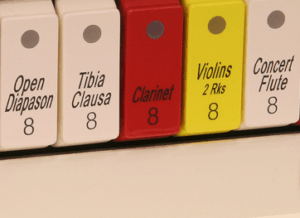 Open
Diapason
8
Tibia
Clausa
8
Clarinet
8
Violins
2 Rks
8
Concert
Flute
8